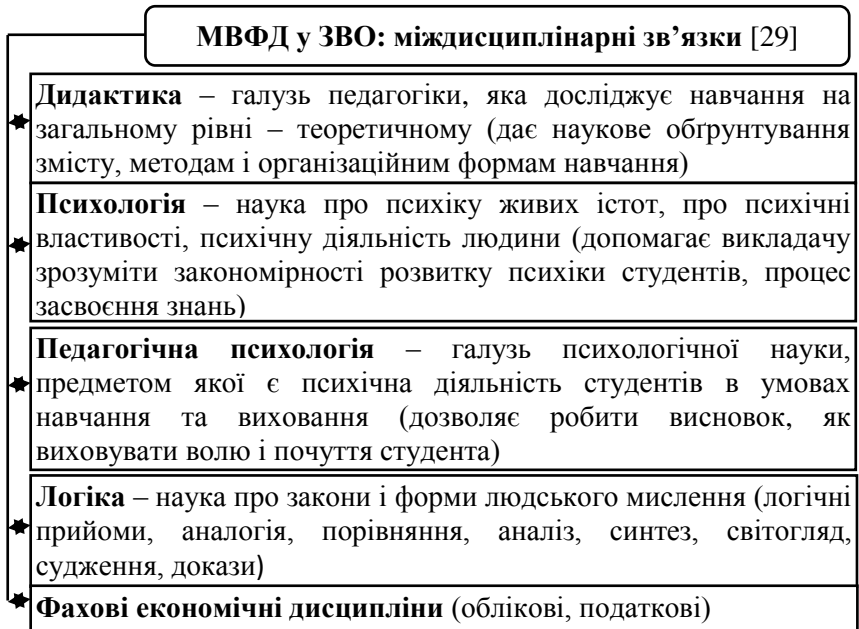 МВФД у ЗВО: міждисциплінарні зв’язки [29]
Дидактика – галузь педагогіки, яка досліджує навчання на
загальному рівні – теоретичному (дає наукове обґрунтування
змісту, методам і організаційним формам навчання)
Психологія – наука про психіку живих істот, про психічні
властивості, психічну діяльність людини (допомагає викладачу
зрозуміти закономірності розвитку психіки студентів, процес
засвоєння знань)
Педагогічна психологія – галузь психологічної науки,
предметом якої є психічна діяльність студентів в умовах
навчання та виховання (дозволяє робити висновок, як
виховувати волю і почуття студента)
Логіка – наука про закони і форми людського мислення (логічні
прийоми, аналогія, порівняння, аналіз, синтез, світогляд,
судження, докази)
Фахові економічні дисципліни (облікові, податкові)